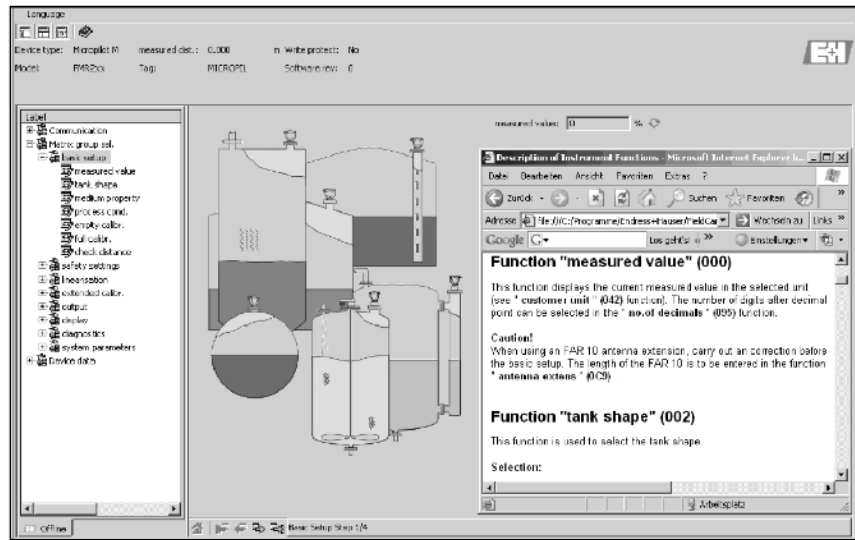 Language
Device type: Micropilot M measured dist.: 0.000 m Write protect: No
Model: FMR2xx Tag: MICROPIL Software rev: 0
E+H
Label
Communication
Matrix group sel.
basic setup
measured value
tank shape
medium property
process cond.
empty calibr.
full calibr.
check distance
safety settings
linearisation
extended calibr.
output
display
diagnostics
system parameters
Device data
Offline
measured value: 0 %
Description of Instrument Functions - Microsoft Internet Explorer b...
Datei Bearbeiten Ansicht Favoriten Extras ?
Zurück Suchen Favoriten »
Adresse file://C:/Programme/Endress+Hauser/FieldCar Wechseln zu Links »
Google G Los geht's! » Einstellungen
Function "measured value" (000)
This function displays the current measured value in the selected unit
(see " customer unit " (042) function). The number of digits after decimal
point can be selected in the " no.of decimals " (095) function.
Caution!
When using an FAR 10 antenna extension, carry out an correction before
the basic setup. The length of the FAR 10 is to be entered in the function
" antenna extens " (0C9) .
Function "tank shape" (002)
This function is used to select the tank shape.
Selection:
Arbeitsplatz
Basic Setup Step 1/4